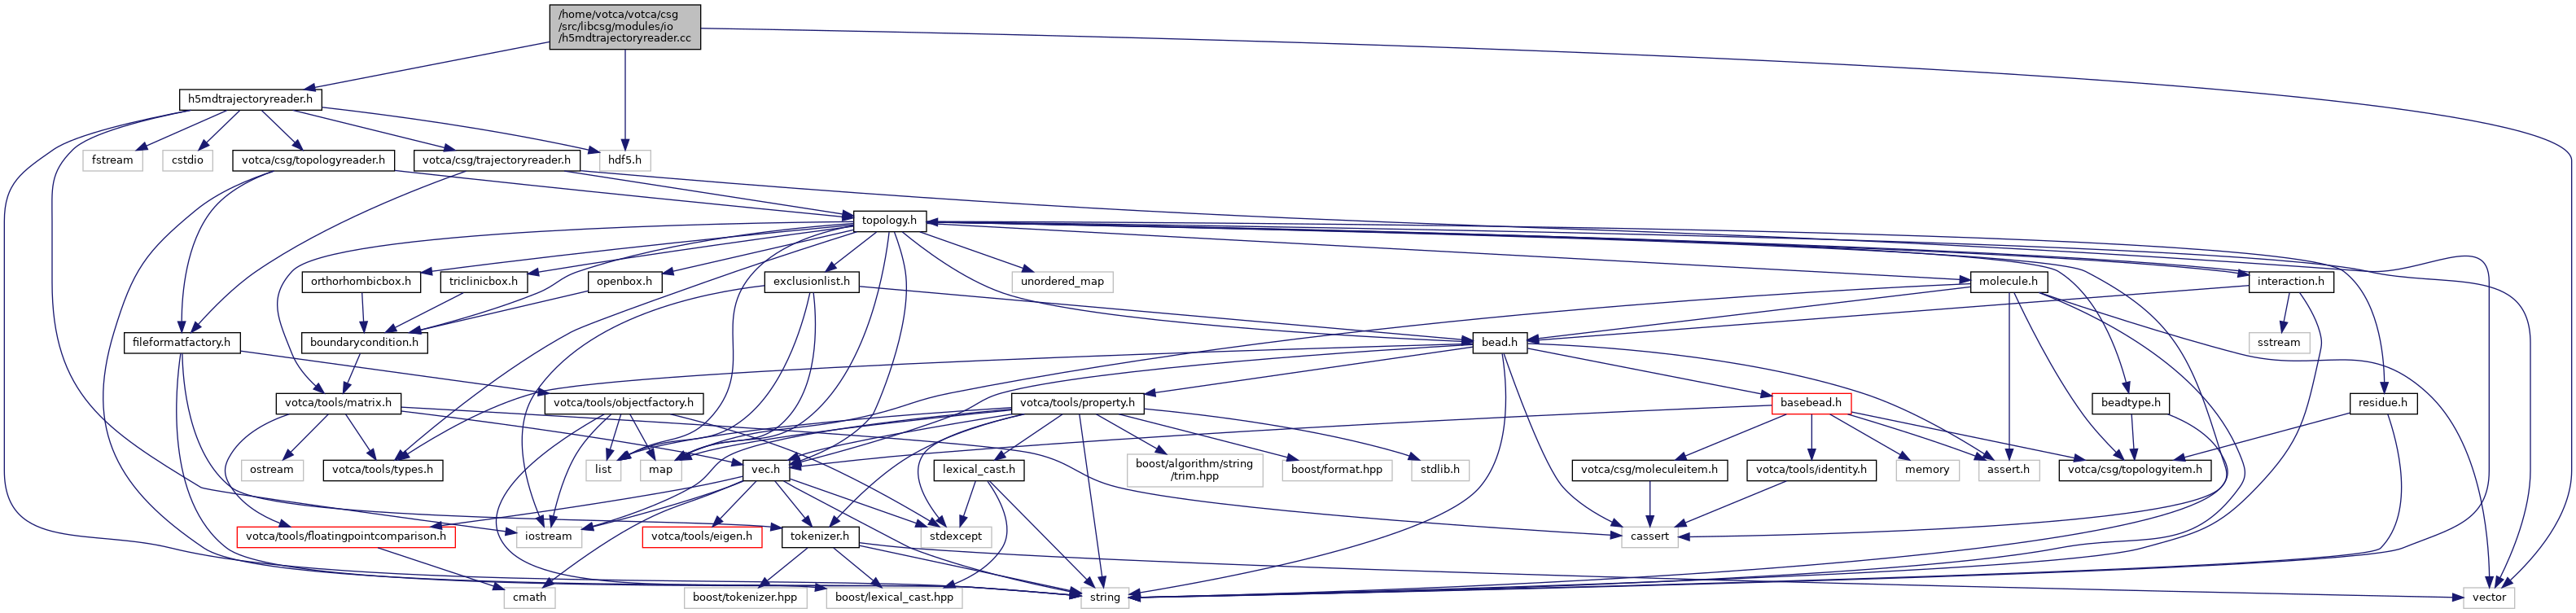 /home/votca/votca/csg
/src/libcsg/modules/io
/h5mdtrajectoryreader.cc
h5mdtrajectoryreader.h
fstream
cstdio
votca/csg/topologyreader.h
votca/csg/trajectoryreader.h
hdf5.h
topology.h
orthorhombicbox.h
triclinicbox.h
openbox.h
exclusionlist.h
unordered_map
molecule.h
interaction.h
fileformatfactory.h
boundarycondition.h
bead.h
sstream
votca/tools/matrix.h
votca/tools/objectfactory.h
votca/tools/property.h
basebead.h
beadtype.h
residue.h
ostream
votca/tools/types.h
list
map
vec.h
lexical_cast.h
boost/algorithm/string
/trim.hpp
boost/format.hpp
stdlib.h
votca/csg/moleculeitem.h
votca/tools/identity.h
memory
assert.h
votca/csg/topologyitem.h
votca/tools/floatingpointcomparison.h
iostream
votca/tools/eigen.h
tokenizer.h
stdexcept
cassert
cmath
boost/tokenizer.hpp
boost/lexical_cast.hpp
string
vector